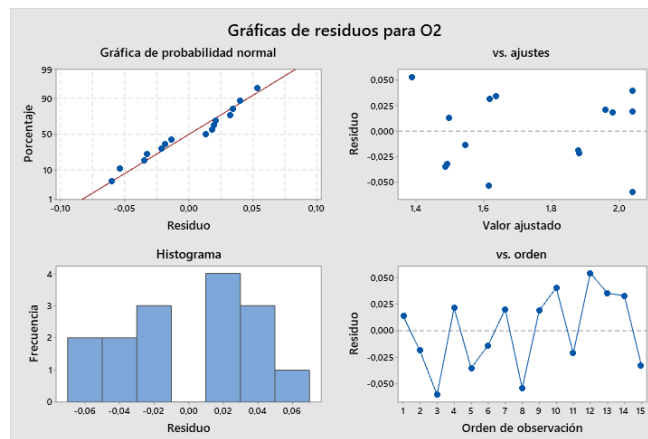 Gráficas de residuos para O2
Gráfica de probabilidad normal
99
90
50
10
1
Porcentaje
-0,10 -0,05 0,00 0,05 0,10
Residuo
vs. ajustes
0,050
0,025
0,000
-0,025
-0,050
Residuo
1,4 1,6 1,8 2,0
Valor ajustado
Histograma
4
3
2
1
0
Frecuencia
-0,06 -0,04 -0,02 0,00 0,02 0,04 0,06
Residuo
vs. orden
0,050
0,025
0,000
-0,025
-0,050
Residuo
1 2 3 4 5 6 7 8 9 10 11 12 13 14 15
Orden de observación